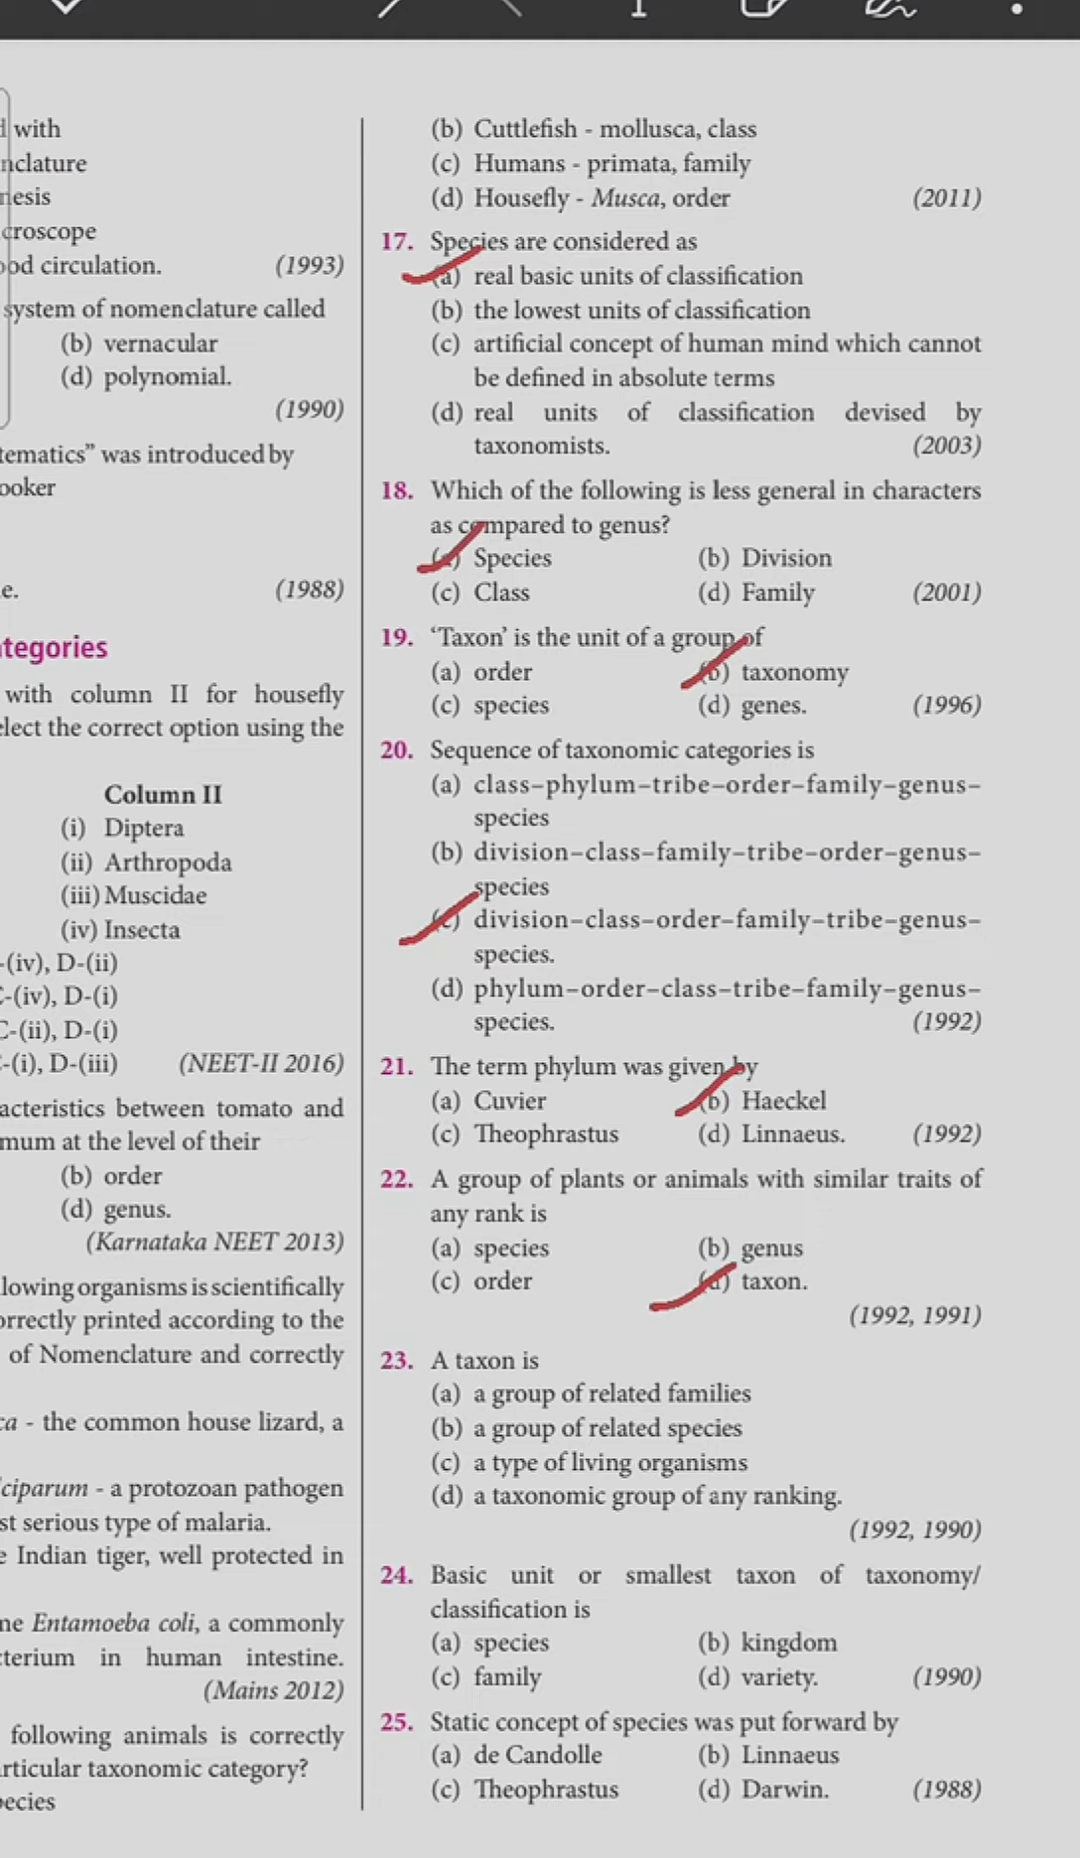 with
nclature
nesis
croscope
od circulation. (1993)
system of nomenclature called
(b) vernacular
(d) polynomial.
(1990)
tematics” was introduced by
ooker
e. (1988)
tegories
with column II for housefly
elect the correct option using the
Column II
(i) Diptera
(ii) Arthropoda
(iii) Muscidae
(iv) Insecta
-(iv), D-(ii)
-(iv), D-(i)
C-(ii), D-(i)
-(i), D-(iii) (NEET-II 2016)
acteristics between tomato and
mum at the level of their
(b) order
(d) genus.
(Karnataka NEET 2013)
lowing organisms is scientifically
orrectly printed according to the
of Nomenclature and correctly
ca - the common house lizard, a
ciparum - a protozoan pathogen
st serious type of malaria.
e Indian tiger, well protected in
me Entamoeba coli, a commonly
cterium in human intestine.
(Mains 2012)
following animals is correctly
articular taxonomic category?
pecies
(b) Cuttlefish - mollusca, class
(c) Humans - primata, family
(d) Housefly - Musca, order (2011)
17. Species are considered as
(a) real basic units of classification
(b) the lowest units of classification
(c) artificial concept of human mind which cannot
be defined in absolute terms
(d) real units of classification devised by
taxonomists. (2003)
18. Which of the following is less general in characters
as compared to genus?
(a) Species (b) Division
(c) Class (d) Family (2001)
19. ‘Taxon’ is the unit of a group of
(a) order (b) taxonomy
(c) species (d) genes. (1996)
20. Sequence of taxonomic categories is
(a) class–phylum–tribe–order–family–genus–
species
(b) division–class–family–tribe–order–genus–
species
(c) division–class–order–family–tribe–genus–
species.
(d) phylum–order–class–tribe–family–genus–
species. (1992)
21. The term phylum was given by
(a) Cuvier (b) Haeckel
(c) Theophrastus (d) Linnaeus. (1992)
22. A group of plants or animals with similar traits of
any rank is
(a) species (b) genus
(c) order (d) taxon.
(1992, 1991)
23. A taxon is
(a) a group of related families
(b) a group of related species
(c) a type of living organisms
(d) a taxonomic group of any ranking.
(1992, 1990)
24. Basic unit or smallest taxon of taxonomy/
classification is
(a) species (b) kingdom
(c) family (d) variety. (1990)
25. Static concept of species was put forward by
(a) de Candolle (b) Linnaeus
(c) Theophrastus (d) Darwin. (1988)